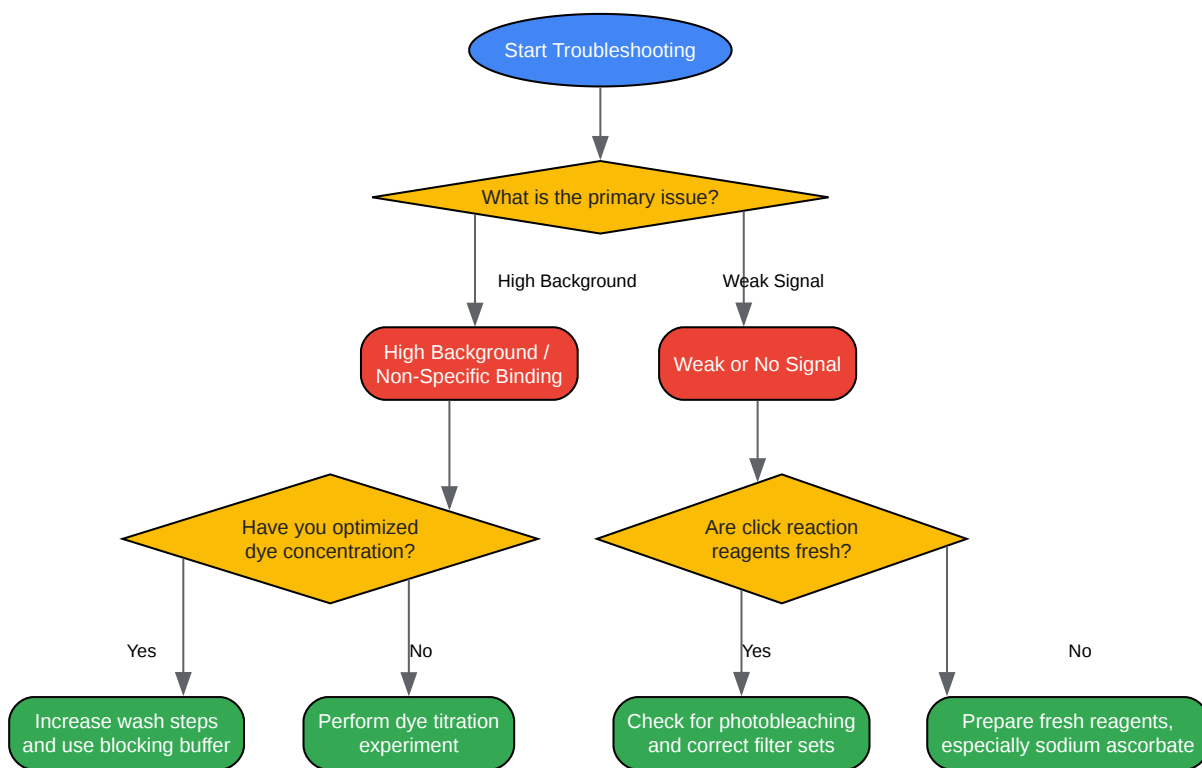 Start Troubleshooting
What is the primary issue?
High Background
Weak Signal
High Background /
Non-Specific Binding
Weak or No Signal
Have you optimized
dye concentration?
Are click reaction
reagents fresh?
Yes
No
Yes
No
Increase wash steps
and use blocking buffer
Perform dye titration
experiment
Check for photobleaching
and correct filter sets
Prepare fresh reagents,
especially sodium ascorbate